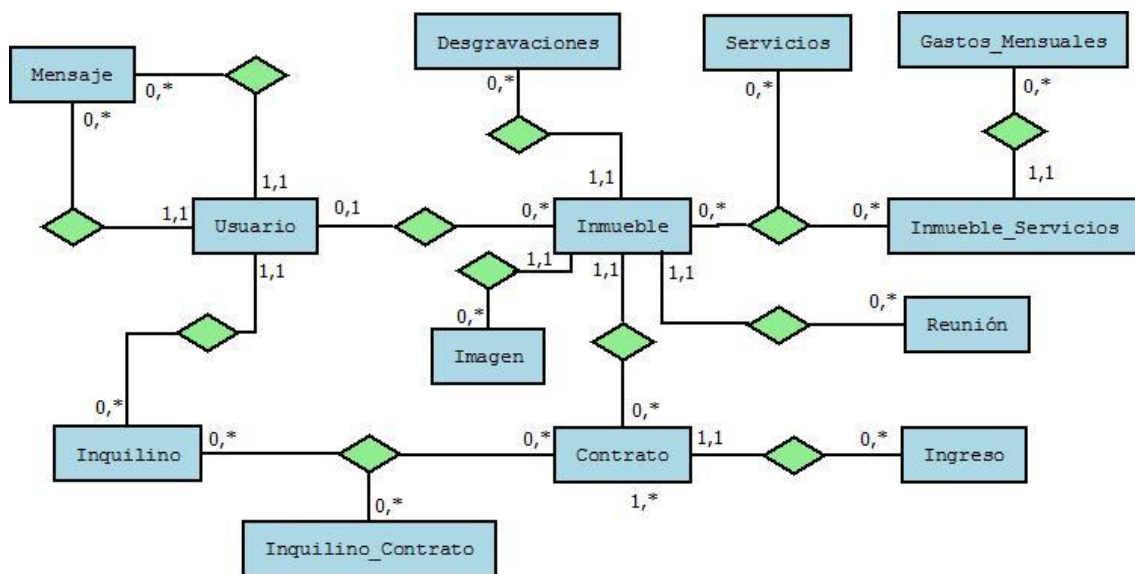 Desgravaciones
Servicios
Gastos_Mensuales
Mensaje
0,*
0,*
0,*
0,*
0,*
1,1
1,1
1,1
1,1
Usuario
0,1
0,*
Inmueble
0,*
0,*
Inmueble_Servicios
1,1
1,1
1,1
1,1
0,*
0,*
Reunión
Imagen
0,*
0,*
Inquilino
0,*
0,*
Contrato
1,1
0,*
Ingreso
0,*
1,*
Inquilino_Contrato